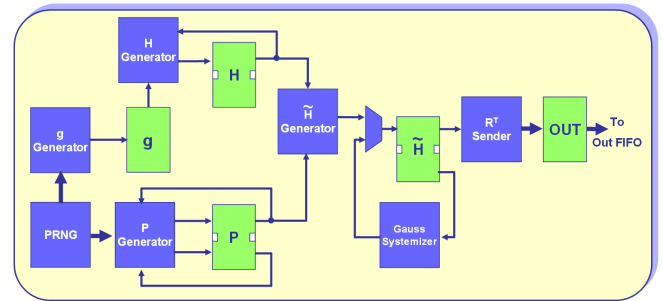 H
Generator
H
g
Generator
g
H̃
Generator
H̃
Rᵀ
Sender
OUT
To
Out FIFO
PRNG
P
Generator
P
Gauss
Systemizer